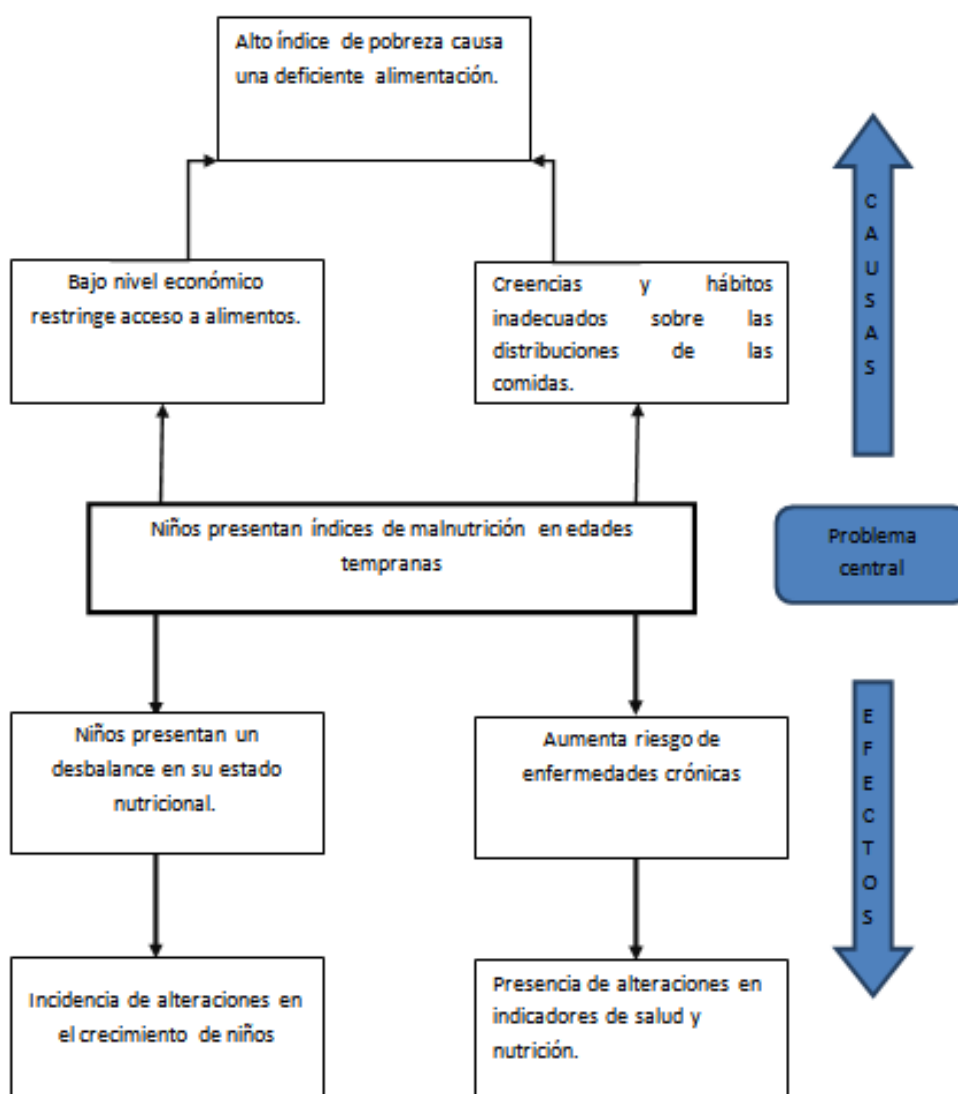 Alto índice de pobreza causa
una deficiente alimentación.
Bajo nivel económico
restringe acceso a alimentos.
Creencias y hábitos
inadecuados sobre las
distribuciones de las
comidas.
CAUSAS
Niños presentan índices de malnutrición en edades
tempranas
Problema
central
Niños presentan un
desbalance en su estado
nutricional.
Aumenta riesgo de
enfermedades crónicas
EFECTOS
Incidencia de alteraciones en
el crecimiento de niños
Presencia de alteraciones en
indicadores de salud y
nutrición.